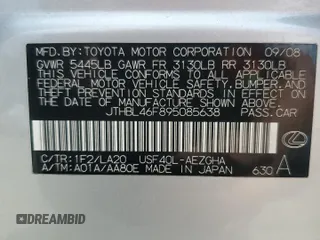 MFD. BY:TOYOTA MOTOR CORPORATION 09/08
GVWR 5445LB GAWR FR 3130LB RR 3130LB
THIS VEHICLE CONFORMS TO ALL APPLICABLE
FEDERAL MOTOR VEHICLE SAFETY, BUMPER, AND
THEFT PREVENTION STANDARDS IN EFFECT ON
THE DATE OF MANUFACTURE SHOWN ABOVE.
JTHBL46F895085638 PASS.CAR
C/TR:1F2/LA20 USF40L-AEZGHA
A/TM:A01A/AA80E MADE IN JAPAN 630 A
© DREAMBID.COM